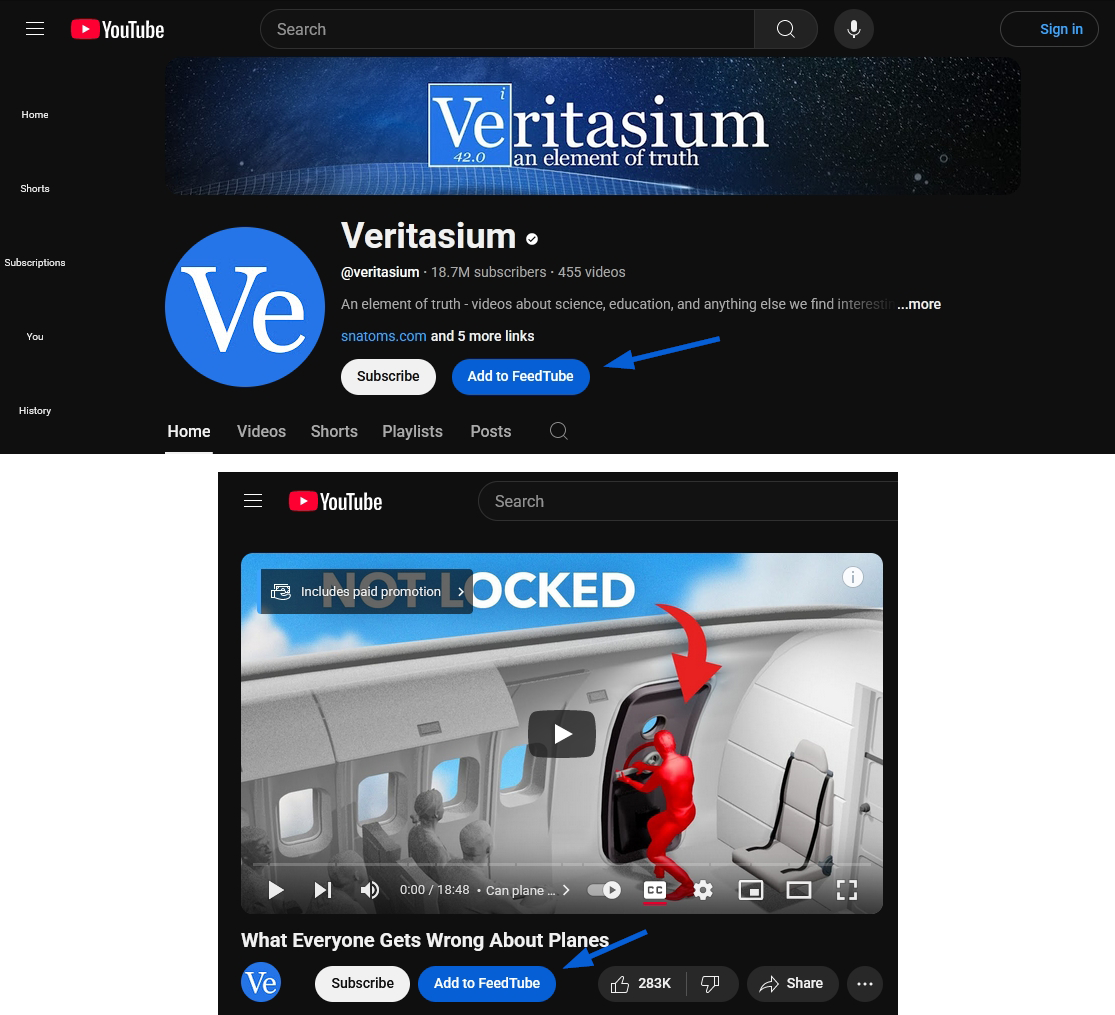 YouTube
Search
Sign in
Home
Shorts
Subscriptions
You
History
i
Veritasium
42.0
an element of truth
Ve
Veritasium
@veritasium · 18.7M subscribers · 455 videos
An element of truth - videos about science, education, and anything else we find interestin ...more
snatoms.com and 5 more links
Subscribe
Add to FeedTube
Home Videos Shorts Playlists Posts
YouTube
Search
NOT LOCKED
Includes paid promotion
0:00 / 18:48 • Can plane ...
CC
What Everyone Gets Wrong About Planes
Ve
Subscribe
Add to FeedTube
283K
Share